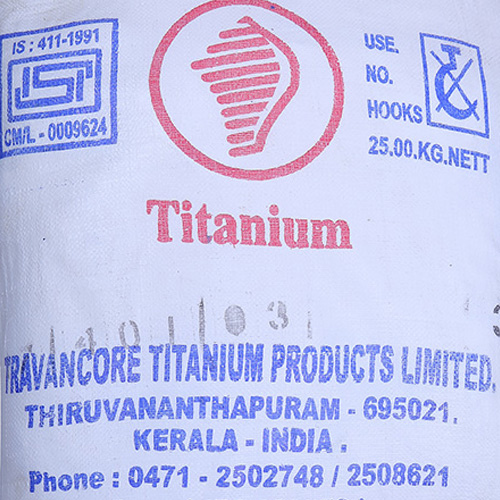 IS : 411-1991
ISI
CM/L - 0009624
USE.
NO.
HOOKS
25.00.KG.NETT
Titanium
TRAVANCORE TITANIUM PRODUCTS LIMITED.
THIRUVANANTHAPURAM - 695021.
KERALA - INDIA .
Phone : 0471 - 2502748 / 2508621